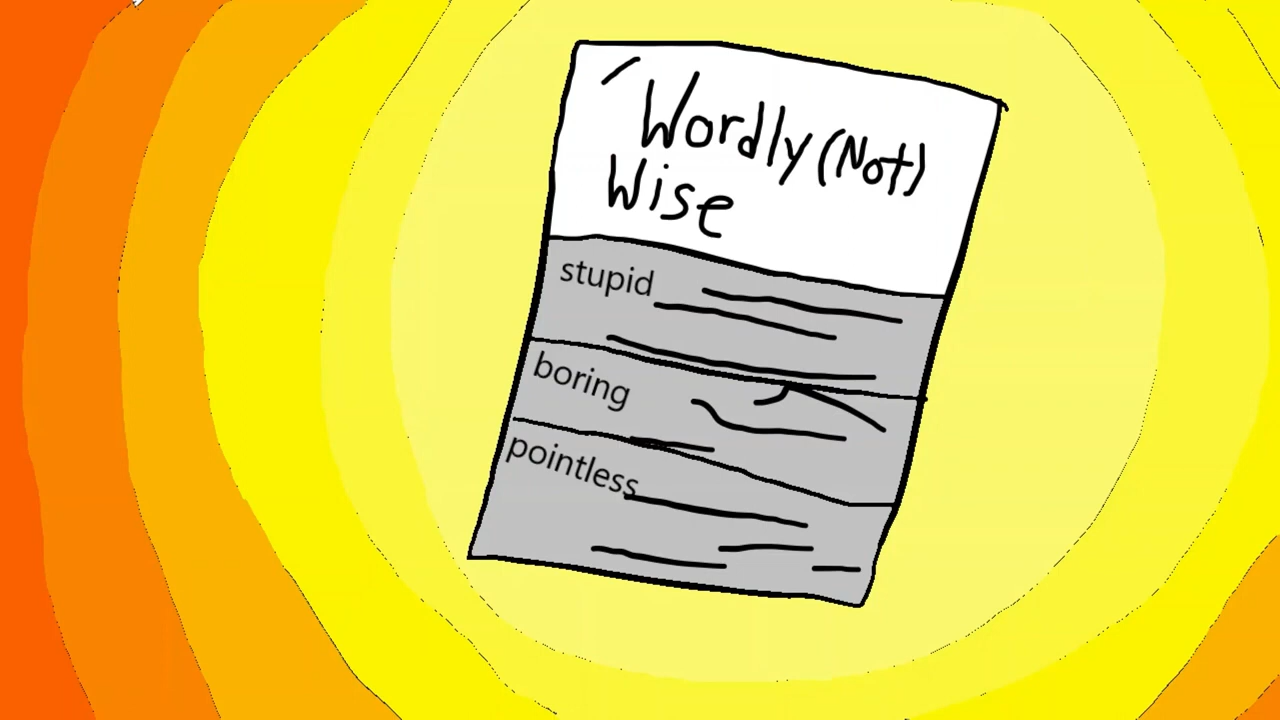 Wordly (Not)
Wise
stupid
boring
pointless